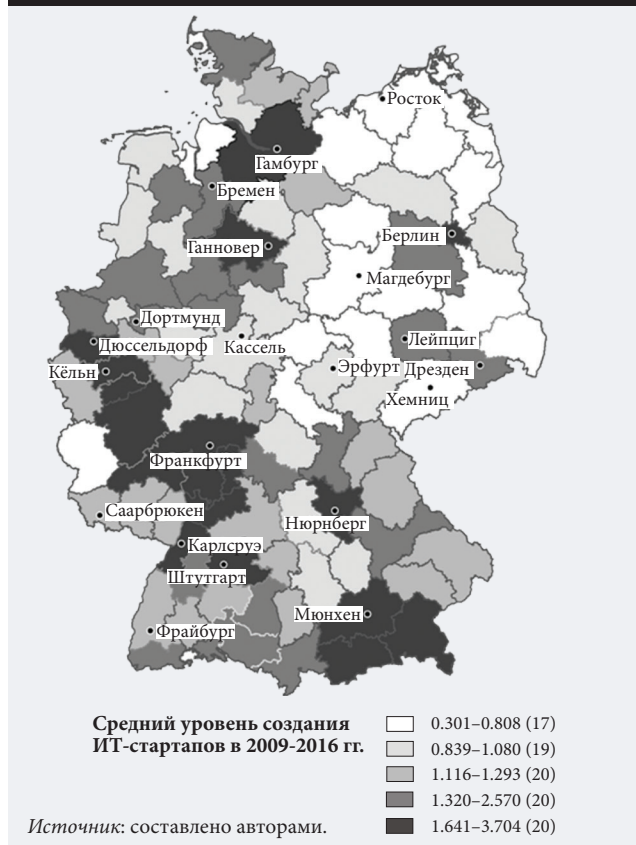 Росток
Гамбург
Бремен
Ганновер
Берлин
Магдебург
Дортмунд
Дюссельдорф
Кассель
Лейпциг
Кёльн
Эрфурт
Дрезден
Хемниц
Франкфурт
Саарбрюкен
Нюрнберг
Карлсруэ
Штутгарт
Мюнхен
Фрайбург
Средний уровень создания
ИТ-стартапов в 2009-2016 гг.
0.301–0.808 (17)
0.839–1.080 (19)
1.116–1.293 (20)
1.320–2.570 (20)
1.641–3.704 (20)
Источник: составлено авторами.